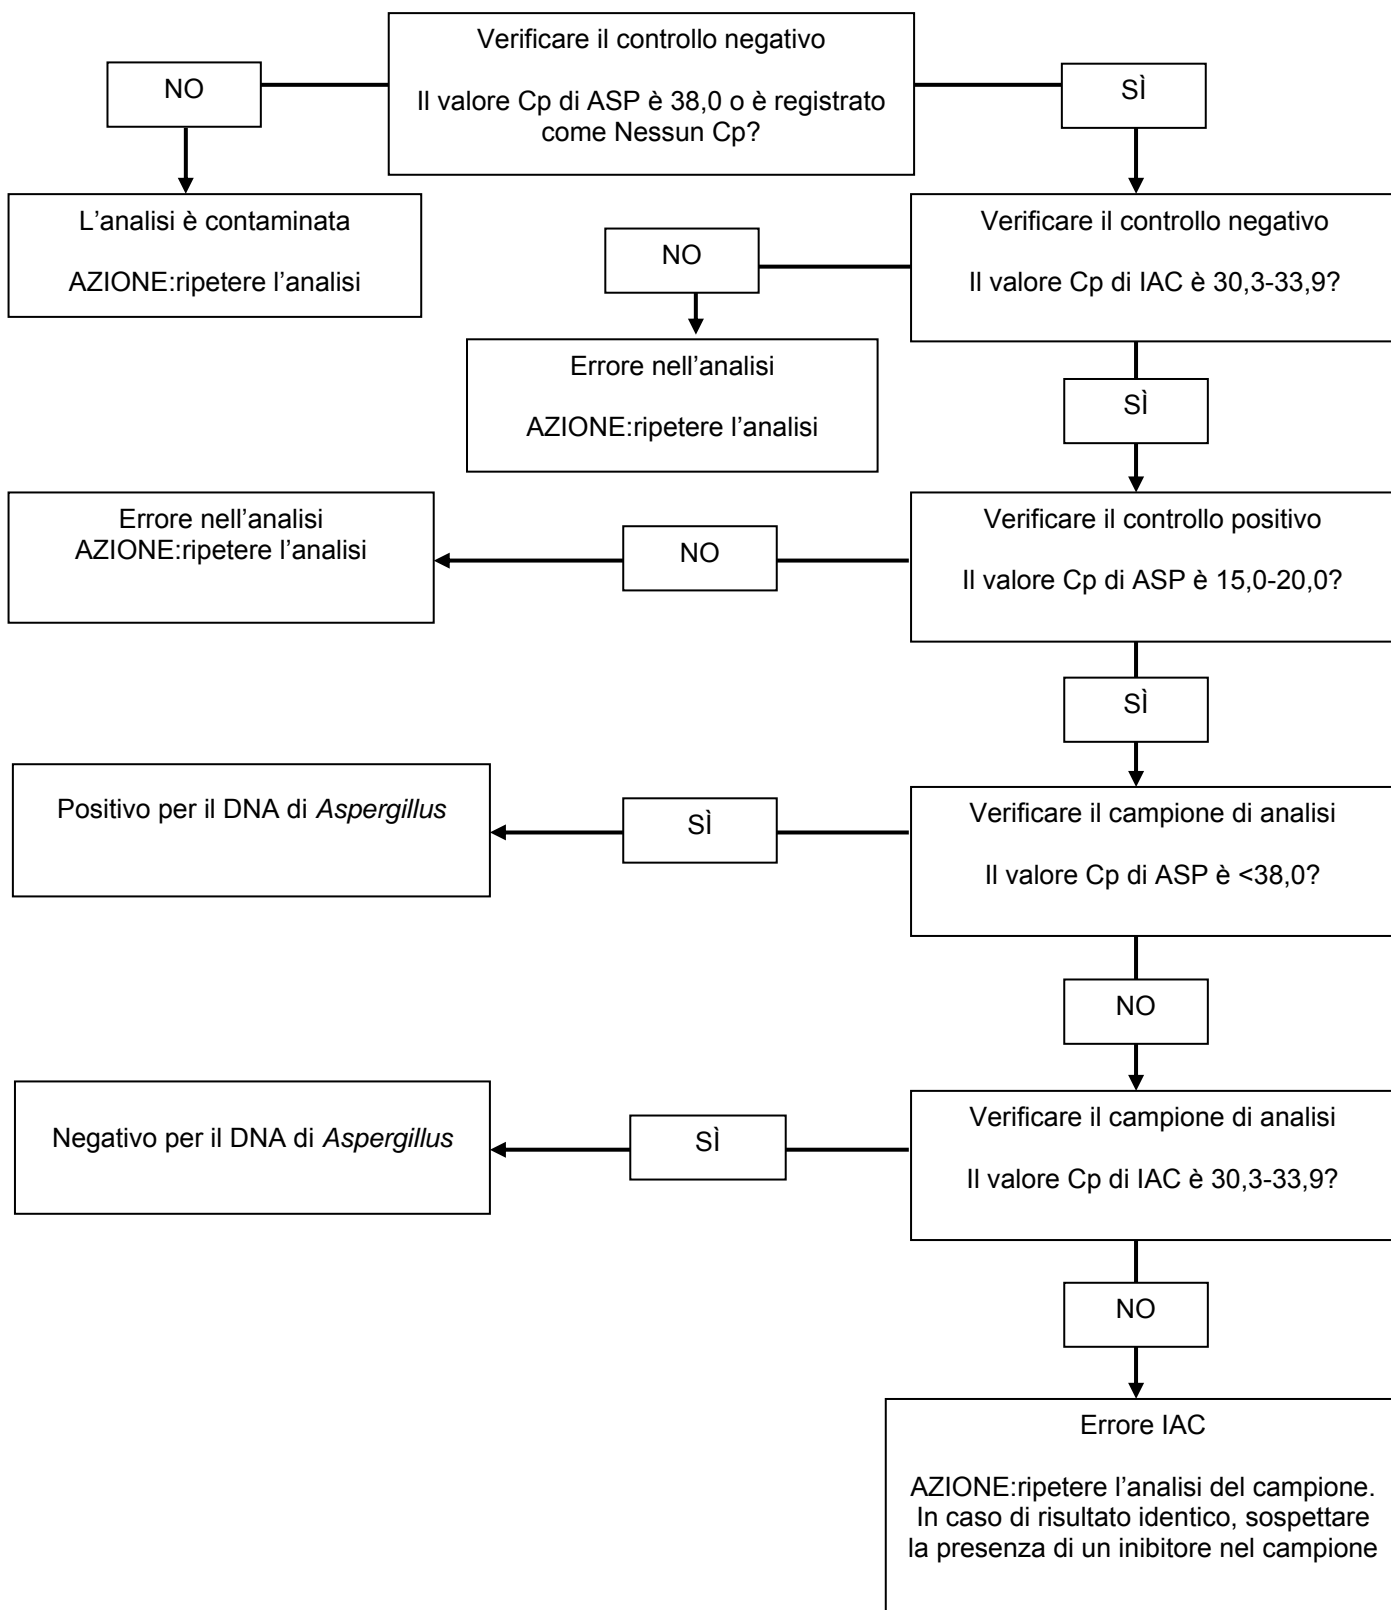 Verificare il controllo negativo
Il valore Cp di ASP è 38,0 o è registrato
come Nessun Cp?
NO
SÌ
L’analisi è contaminata
AZIONE:ripetere l’analisi
Verificare il controllo negativo
Il valore Cp di IAC è 30,3-33,9?
NO
Errore nell’analisi
AZIONE:ripetere l’analisi
SÌ
Verificare il controllo positivo
Il valore Cp di ASP è 15,0-20,0?
NO
Errore nell’analisi
AZIONE:ripetere l’analisi
SÌ
Verificare il campione di analisi
Il valore Cp di ASP è <38,0?
SÌ
Positivo per il DNA di Aspergillus
NO
Verificare il campione di analisi
Il valore Cp di IAC è 30,3-33,9?
SÌ
Negativo per il DNA di Aspergillus
NO
Errore IAC
AZIONE:ripetere l’analisi del campione.
In caso di risultato identico, sospettare
la presenza di un inibitore nel campione